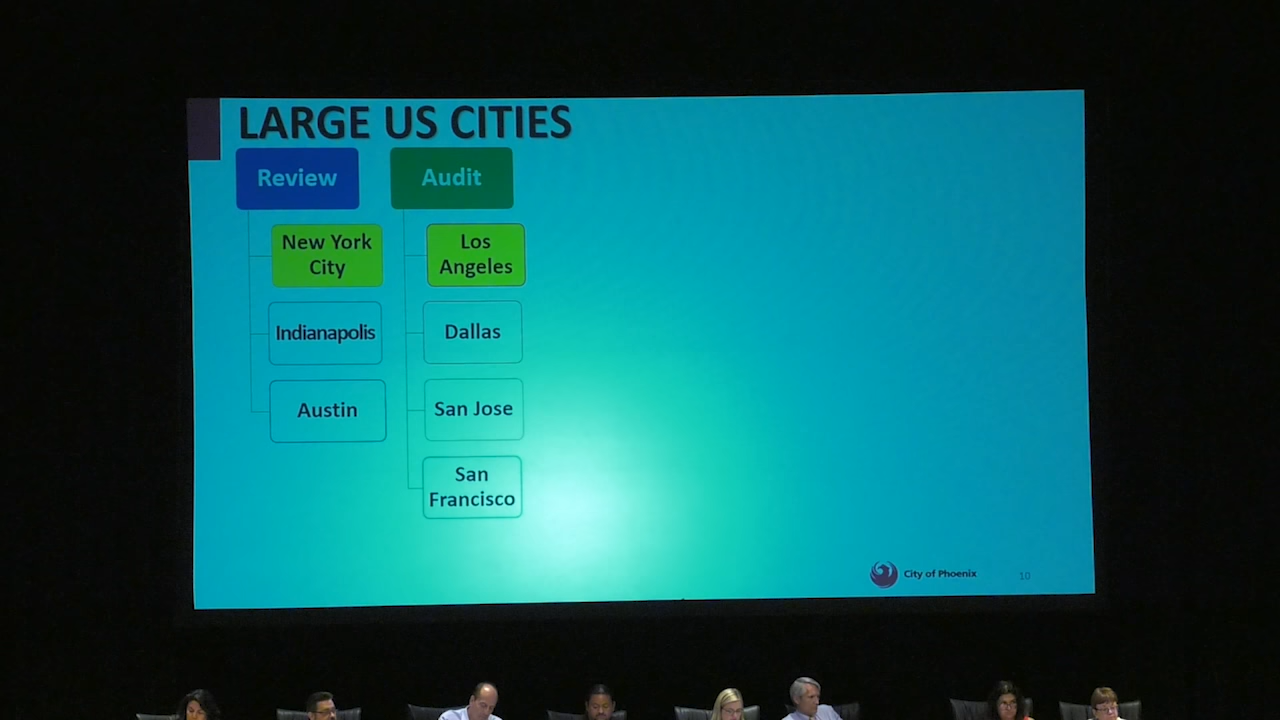 LARGE US CITIES
Review
New York
City
Indianapolis
Austin
Audit
Los
Angeles
Dallas
San Jose
San
Francisco
City of Phoenix
10